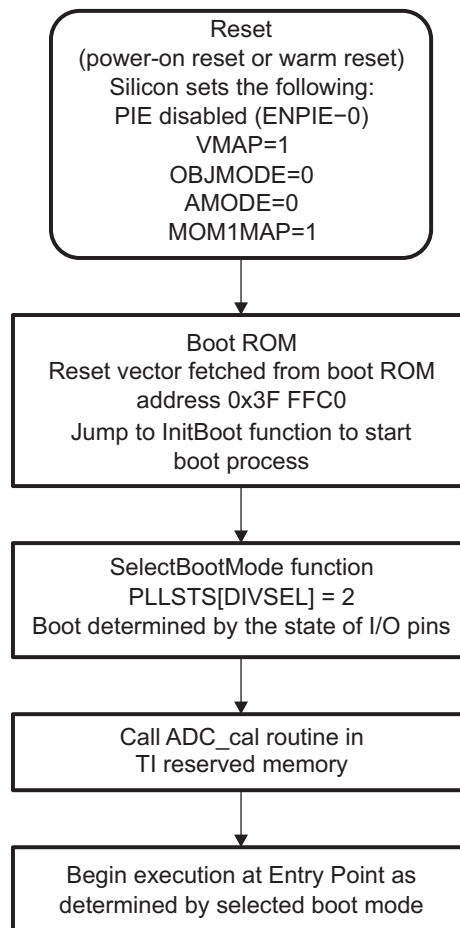 Reset
(power-on reset or warm reset)
Silicon sets the following:
PIE disabled (ENPIE−0)
VMAP=1
OBJMODE=0
AMODE=0
MOM1MAP=1
Boot ROM
Reset vector fetched from boot ROM
address 0x3F FFC0
Jump to InitBoot function to start
boot process
SelectBootMode function
PLLSTS[DIVSEL] = 2
Boot determined by the state of I/O pins
Call ADC_cal routine in
TI reserved memory
Begin execution at Entry Point as
determined by selected boot mode